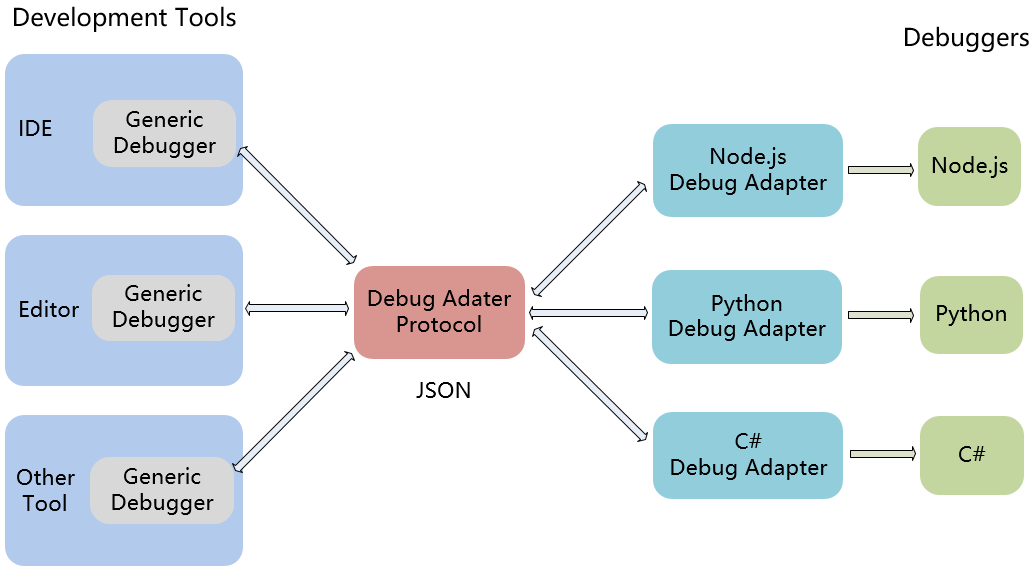 Development Tools
Debuggers
IDE
Generic
Debugger
Editor
Generic
Debugger
Other
Tool
Generic
Debugger
Debug Adater
Protocol
JSON
Node.js
Debug Adapter
Python
Debug Adapter
C#
Debug Adapter
Node.js
Python
C#